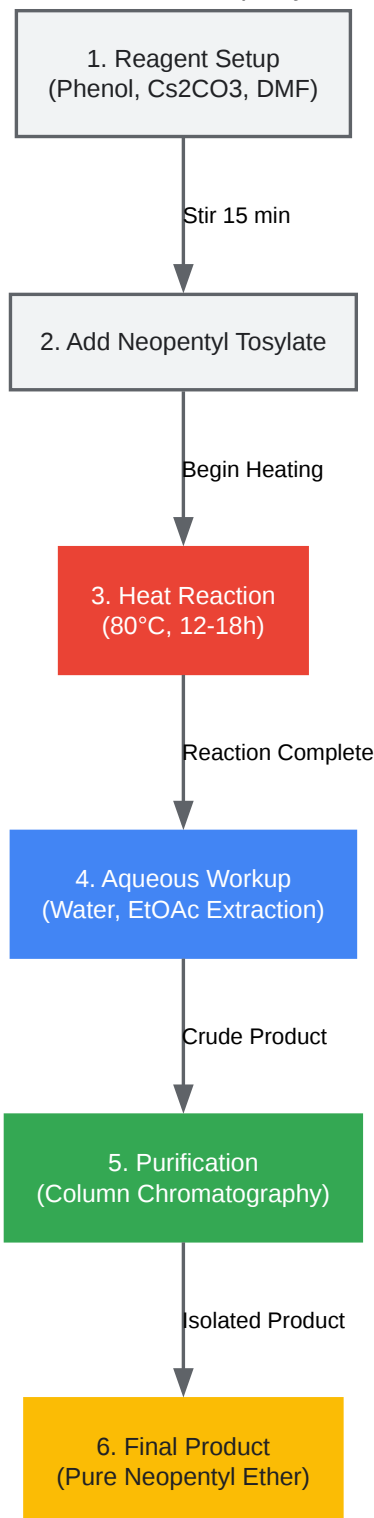 1. Reagent Setup
(Phenol, Cs2CO3, DMF)
Stir 15 min
2. Add Neopentyl Tosylate
Begin Heating
3. Heat Reaction
(80°C, 12-18h)
Reaction Complete
4. Aqueous Workup
(Water, EtOAc Extraction)
Crude Product
5. Purification
(Column Chromatography)
Isolated Product
6. Final Product
(Pure Neopentyl Ether)